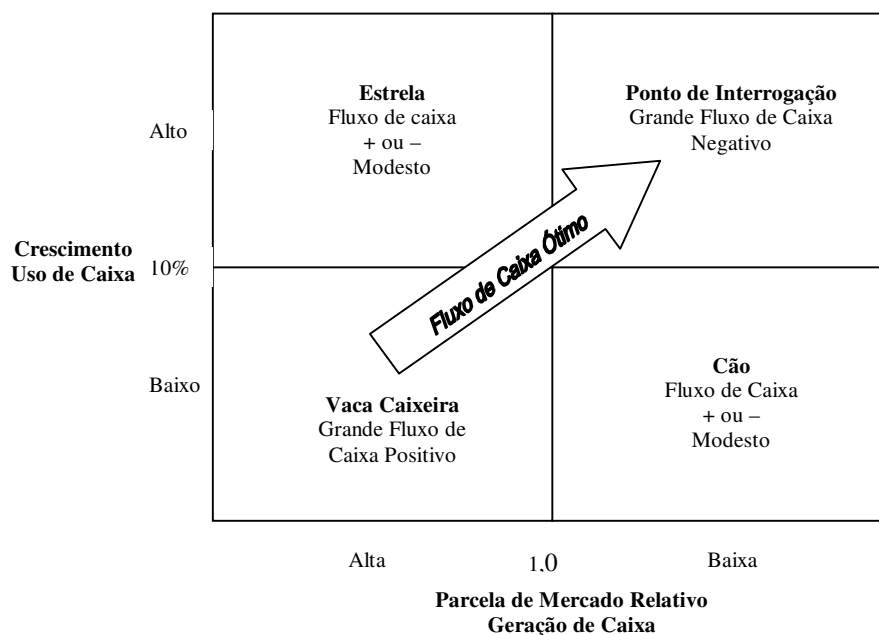 Estrela
Fluxo de caixa
+ ou –
Modesto
Ponto de Interrogação
Grande Fluxo de Caixa
Negativo
Alto
Crescimento
Uso de Caixa
10%
Fluxo de Caixa Ótimo
Baixo
Vaca Caixeira
Grande Fluxo de
Caixa Positivo
Cão
Fluxo de Caixa
+ ou –
Modesto
Alta
1,0
Baixa
Parcela de Mercado Relativo
Geração de Caixa